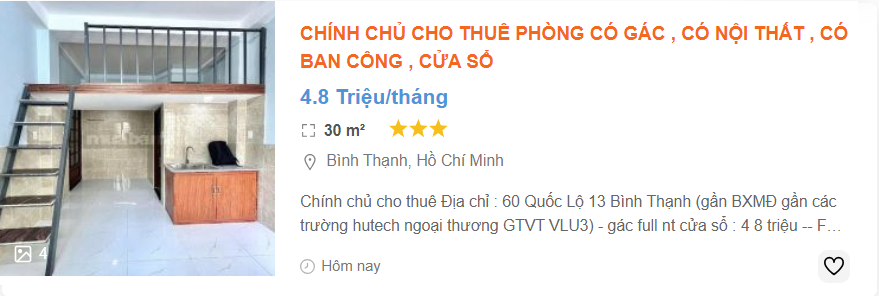 CHÍNH CHỦ CHO THUÊ PHÒNG CÓ GÁC , CÓ NỘI THẤT , CÓ
BAN CÔNG , CỬA SỔ
4.8 Triệu/tháng
30 m²
Bình Thạnh, Hồ Chí Minh
Chính chủ cho thuê Địa chỉ : 60 Quốc Lộ 13 Bình Thạnh (gần BXMĐ gần các
trường hutech ngoại thương GTVT VLU3) - gác full nt cửa sổ : 4 8 triệu -- F...
4
Hôm nay